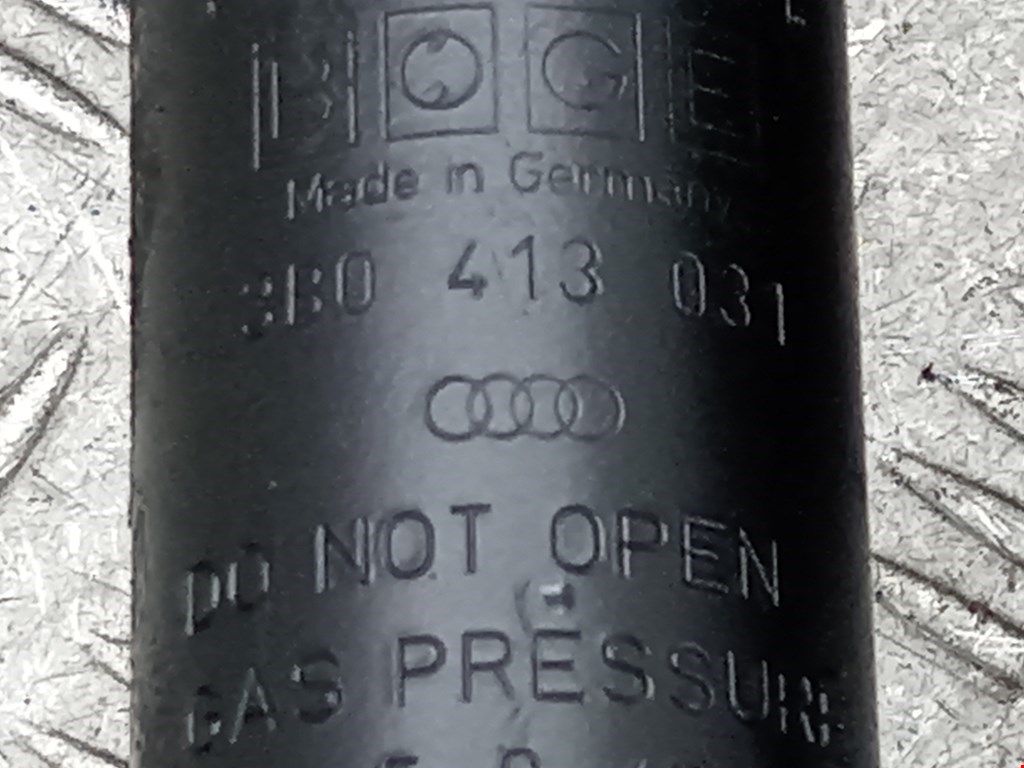 BOGE
Made in Germany
3B0 413 031
DO NOT OPEN
GAS PRESSURE